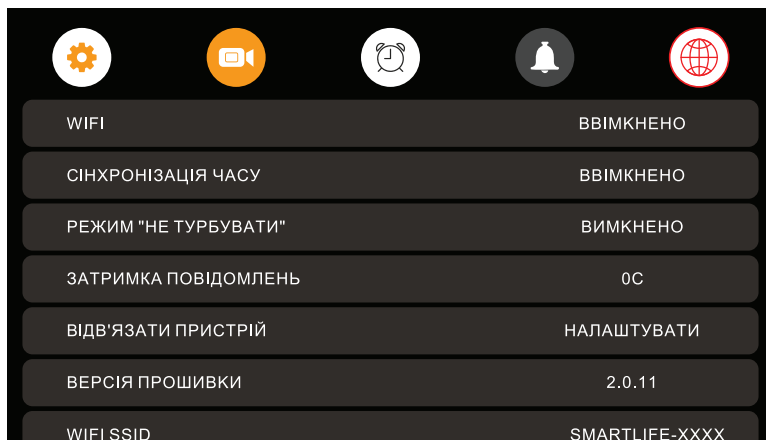 WIFI ВВІМКНЕНО
СІНХРОНІЗАЦІЯ ЧАСУ ВВІМКНЕНО
РЕЖИМ "НЕ ТУРБУВАТИ" ВИМКНЕНО
ЗАТРИМКА ПОВІДОМЛЕНЬ 0С
ВІДВ'ЯЗАТИ ПРИСТРІЙ НАЛАШТУВАТИ
ВЕРСІЯ ПРОШИВКИ 2.0.11
WIFI SSID SMARTLIFE-XXXX